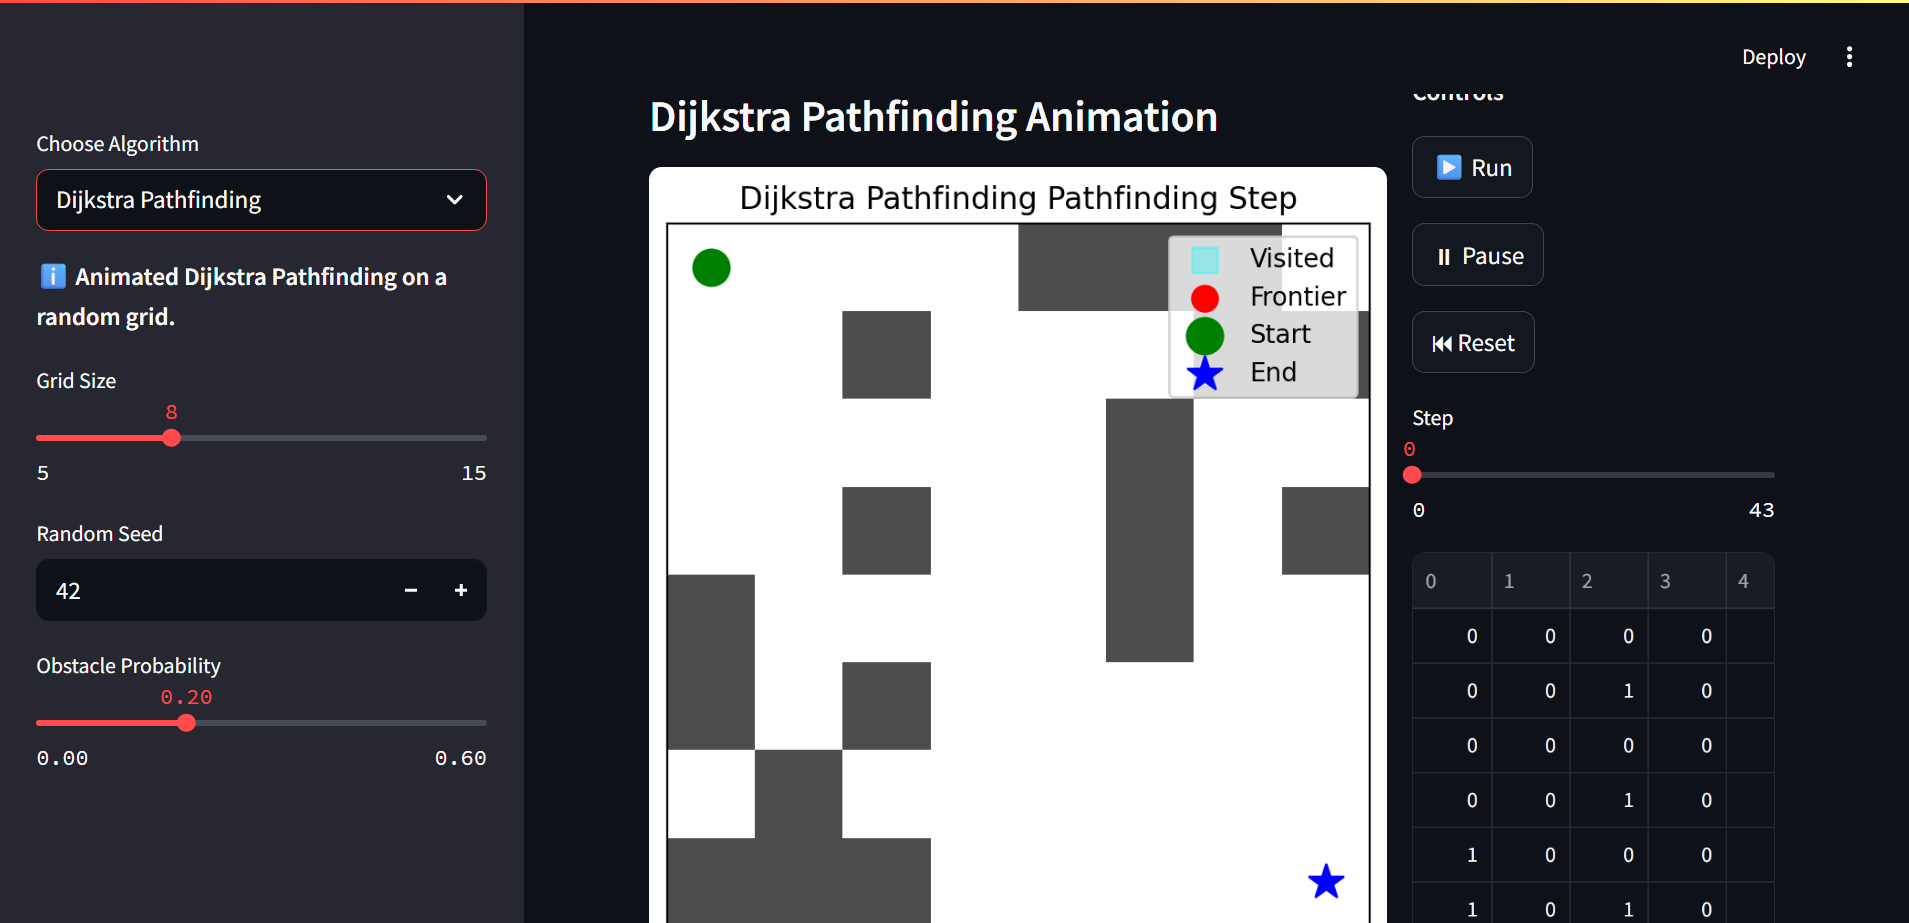 Deploy
Choose Algorithm
Dijkstra Pathfinding
Animated Dijkstra Pathfinding on a
random grid.
Grid Size
8
5 15
Random Seed
42 − +
Obstacle Probability
0.20
0.00 0.60
Dijkstra Pathfinding Animation
Dijkstra Pathfinding Pathfinding Step
Visited
Frontier
Start
End
Controls
Run
Pause
Reset
Step
0
0 43
0 1 2 3 4
0 0 0 0
0 0 1 0
0 0 0 0
0 0 1 0
1 0 0 0
1 0 1 0